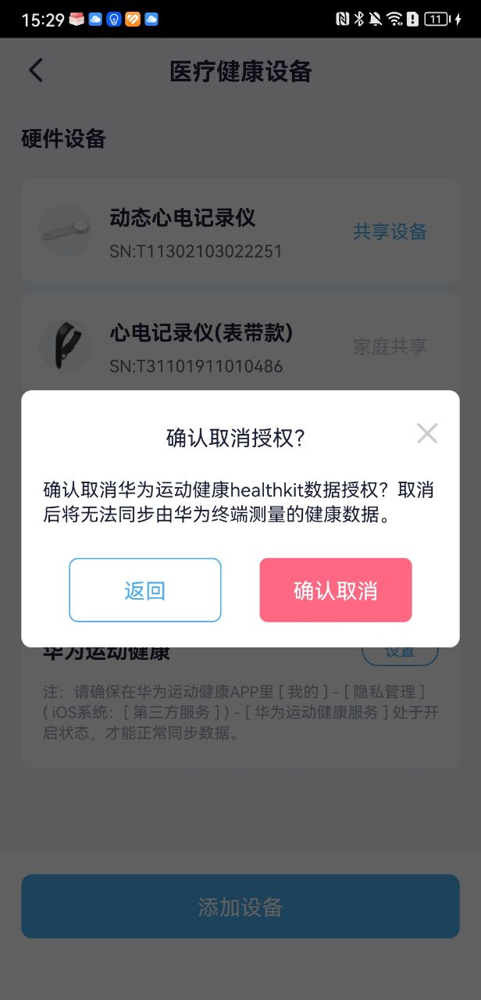 15:29
11
医疗健康设备
硬件设备
动态心电记录仪
SN:T11302103022251
共享设备
心电记录仪(表带款)
SN:T31101911010486
家庭共享
确认取消授权?
确认取消华为运动健康healthkit数据授权？取消
后将无法同步由华为终端测量的健康数据。
返回
确认取消
华为运动健康
设置
注：请确保在华为运动健康APP里 [ 我的 ] - [ 隐私管理 ]
( iOS系统：[ 第三方服务 ] ) - [ 华为运动健康服务 ] 处于开
启状态，才能正常同步数据。
添加设备